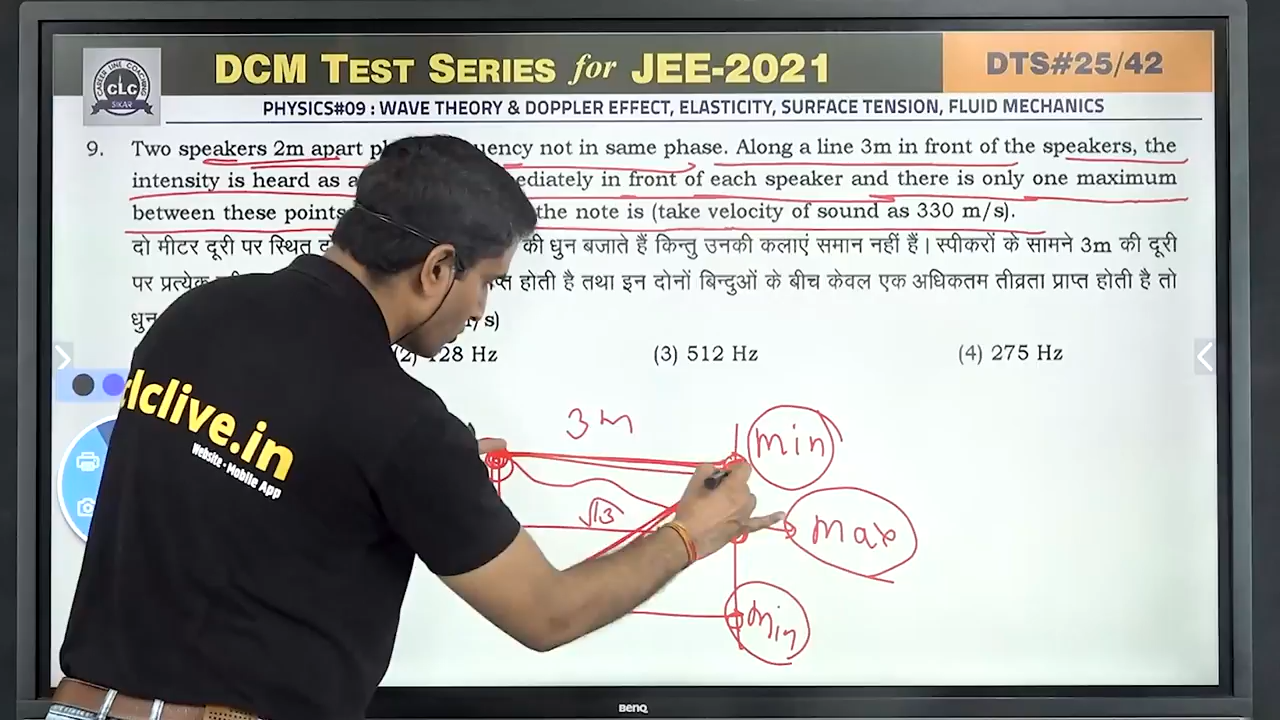 DCM TEST SERIES for JEE-2021
DTS#25/42
CAREER LINE COACHING
CLC
SIKAR
PHYSICS#09 : WAVE THEORY & DOPPLER EFFECT, ELASTICITY, SURFACE TENSION, FLUID MECHANICS
9. Two speakers 2m apart not in same phase. Along a line 3m in front of the speakers, the
intensity is heard as in front of each speaker and there is only one maximum
between these points the note is (take velocity of sound as 330 m/s).
दो मीटर दूरी पर स्थित की धुन बजाते हैं किन्तु उनकी कलाएं समान नहीं हैं। स्पीकरों के सामने 3m की दूरी
पर होती है तथा इन दोनों बिन्दुओं के बीच केवल एक अधिकतम तीव्रता प्राप्त होती है तो
धुन
(2) 128 Hz (3) 512 Hz (4) 275 Hz
3m
min
√13
max
min
clclive.in
Website • Mobile App
BenQ